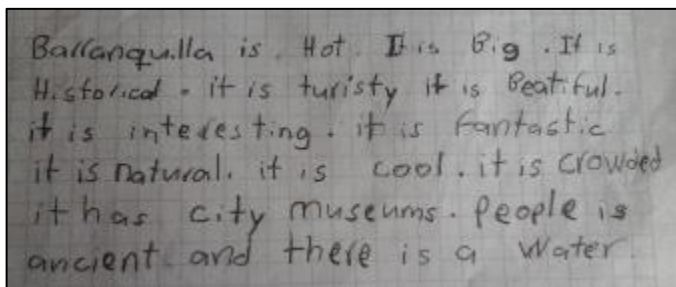 Barranquilla is Hot. It is Big. It is
Historical. it is turisty it is Beatiful.
it is interesting. it is Fantastic
it is natural. it is cool. it is crowded
it has city museums. People is
ancient and there is a Water